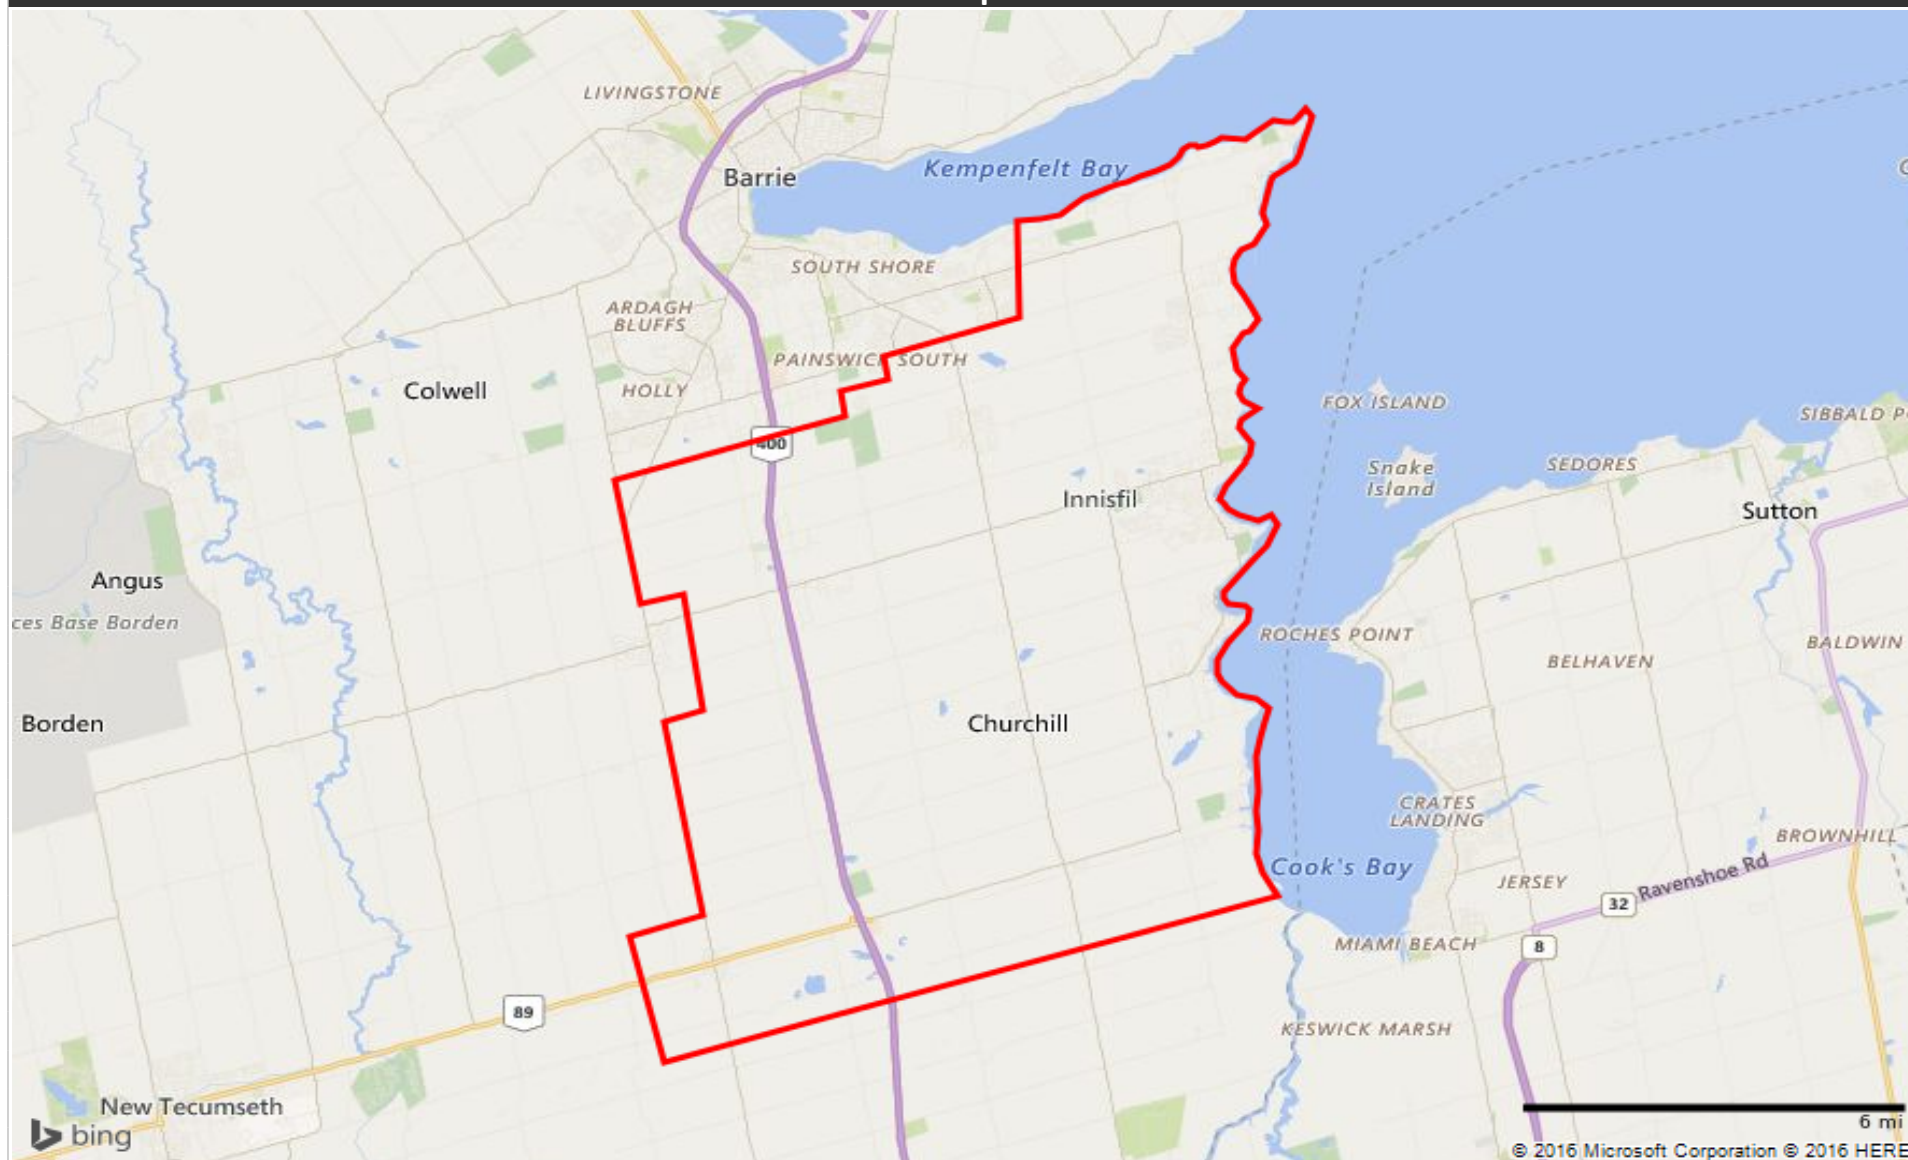 LIVINGSTONE
Barrie
Kempenfelt Bay
SOUTH SHORE
ARDAGH
BLUFFS
PAINSWICK SOUTH
HOLLY
Colwell
400
FOX ISLAND
SIBBALD P
Snake
Island
SEDORES
Innisfil
Sutton
Angus
ces Base Borden
ROCHES POINT
BALDWIN
BELHAVEN
Borden
Churchill
CRATES
LANDING
BROWNHILL
Cook's Bay
JERSEY
Ravenshoe Rd
32
8
MIAMI BEACH
89
KESWICK MARSH
New Tecumseth
bing
6 mi
© 2016 Microsoft Corporation © 2016 HERE